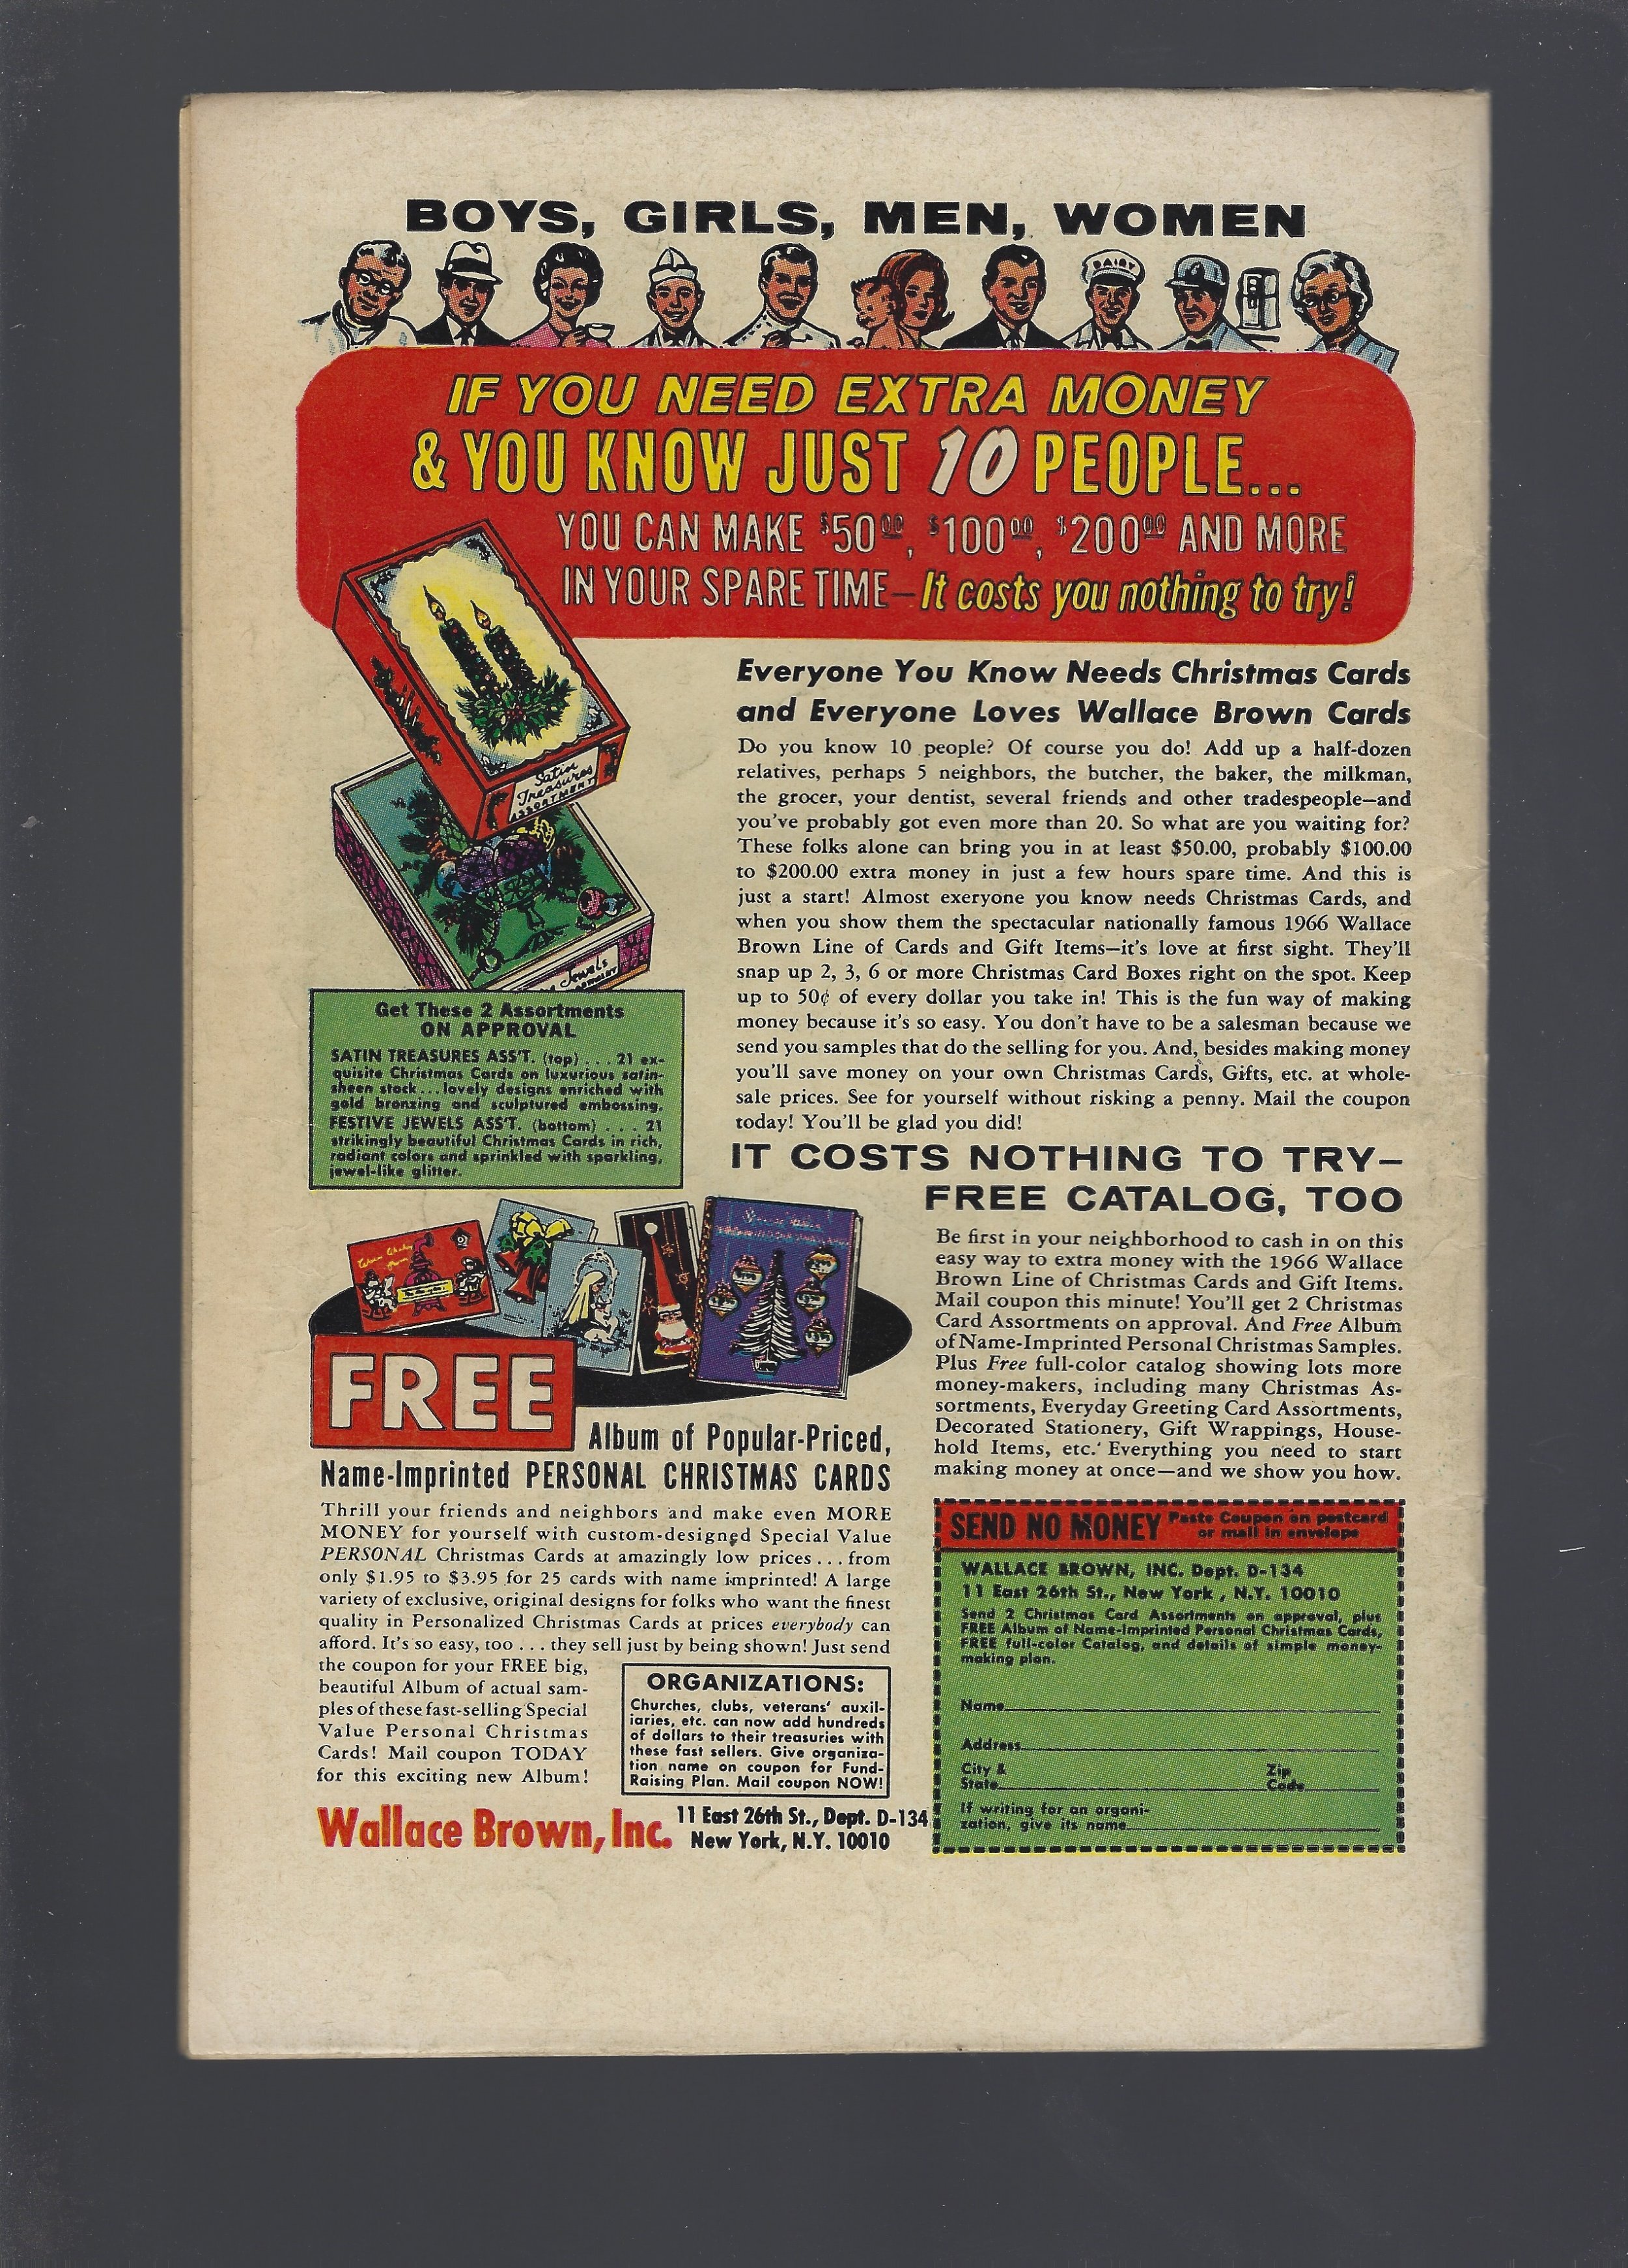 BOYS, GIRLS, MEN, WOMEN
DAIRY
IF YOU NEED EXTRA MONEY
& YOU KNOW JUST 10 PEOPLE...
YOU CAN MAKE $50.00, $100.00, $200.00 AND MORE
IN YOUR SPARE TIME—It costs you nothing to try!
Satin
Treasures
ASSORTMENT
Jewels
Everyone You Know Needs Christmas Cards
and Everyone Loves Wallace Brown Cards
Do you know 10 people? Of course you do! Add up a half-dozen
relatives, perhaps 5 neighbors, the butcher, the baker, the milkman,
the grocer, your dentist, several friends and other tradespeople—and
you've probably got even more than 20. So what are you waiting for?
These folks alone can bring you in at least $50.00, probably $100.00
to $200.00 extra money in just a few hours spare time. And this is
just a start! Almost exeryone you know needs Christmas Cards, and
when you show them the spectacular nationally famous 1966 Wallace
Brown Line of Cards and Gift Items—it's love at first sight. They'll
snap up 2, 3, 6 or more Christmas Card Boxes right on the spot. Keep
up to 50¢ of every dollar you take in! This is the fun way of making
money because it's so easy. You don't have to be a salesman because we
send you samples that do the selling for you. And, besides making money
you'll save money on your own Christmas Cards, Gifts, etc. at whole-
sale prices. See for yourself without risking a penny. Mail the coupon
today! You'll be glad you did!
Get These 2 Assortments
ON APPROVAL
SATIN TREASURES ASS'T. (top) . . . 21 ex-
quisite Christmas Cards on luxurious satin-
sheen stock . . . lovely designs enriched with
gold bronzing and sculptured embossing.
FESTIVE JEWELS ASS'T. (bottom) . . . 21
strikingly beautiful Christmas Cards in rich,
radiant colors and sprinkled with sparkling,
jewel-like glitter.
IT COSTS NOTHING TO TRY—
FREE CATALOG, TOO
Be first in your neighborhood to cash in on this
easy way to extra money with the 1966 Wallace
Brown Line of Christmas Cards and Gift Items.
Mail coupon this minute! You'll get 2 Christmas
Card Assortments on approval. And Free Album
of Name-Imprinted Personal Christmas Samples.
Plus Free full-color catalog showing lots more
money-makers, including many Christmas As-
sortments, Everyday Greeting Card Assortments,
Decorated Stationery, Gift Wrappings, House-
hold Items, etc. Everything you need to start
making money at once—and we show you how.
FREE
Album of Popular-Priced,
Name-Imprinted PERSONAL CHRISTMAS CARDS
Thrill your friends and neighbors and make even MORE
MONEY for yourself with custom-designed Special Value
PERSONAL Christmas Cards at amazingly low prices . . . from
only $1.95 to $3.95 for 25 cards with name imprinted! A large
variety of exclusive, original designs for folks who want the finest
quality in Personalized Christmas Cards at prices everybody can
afford. It's so easy, too . . . they sell just by being shown! Just send
the coupon for your FREE big,
beautiful Album of actual sam-
ples of these fast-selling Special
Value Personal Christmas
Cards! Mail coupon TODAY
for this exciting new Album!
ORGANIZATIONS:
Churches, clubs, veterans' auxil-
iaries, etc. can now add hundreds
of dollars to their treasuries with
these fast sellers. Give organiza-
tion name on coupon for Fund-
Raising Plan. Mail coupon NOW!
Wallace Brown, Inc. 11 East 26th St., Dept. D-134
New York, N.Y. 10010
SEND NO MONEY Paste Coupon on postcard
or mail in envelope
WALLACE BROWN, INC. Dept. D-134
11 East 26th St., New York, N.Y. 10010
Send 2 Christmas Card Assortments on approval, plus
FREE Album of Name-Imprinted Personal Christmas Cards,
FREE full-color Catalog, and details of simple money-
making plan.
Name
Address
City & Zip
State Code
If writing for an organi-
zation, give its name